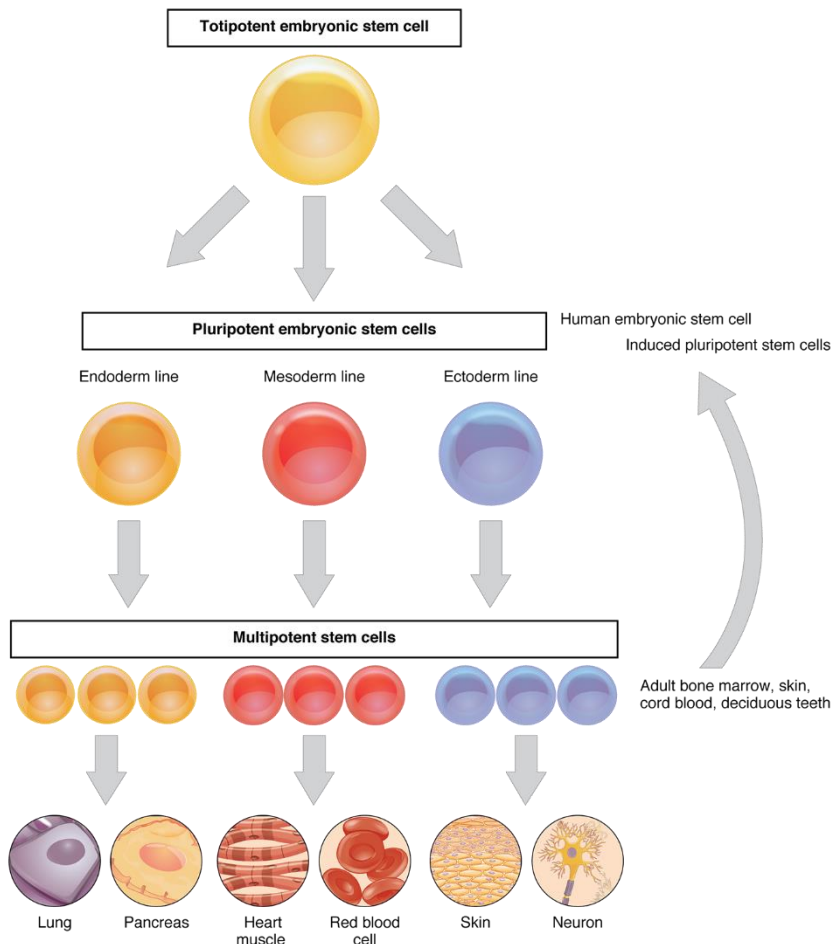 Totipotent embryonic stem cell
Pluripotent embryonic stem cells
Human embryonic stem cell
Induced pluripotent stem cells
Endoderm line
Mesoderm line
Ectoderm line
Multipotent stem cells
Adult bone marrow, skin,
cord blood, deciduous teeth
Lung
Pancreas
Heart
muscle
Red blood
cell
Skin
Neuron